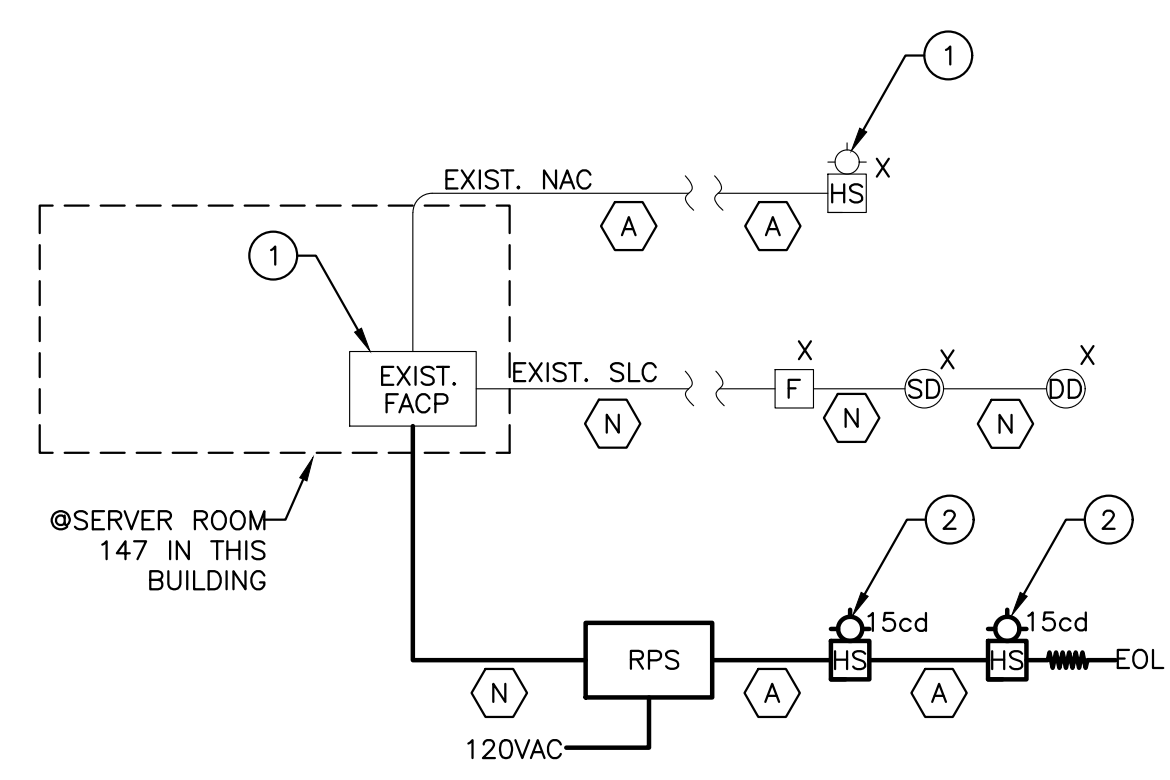 1
X
EXIST. NAC
HS
A
A
1
X
X
X
EXIST.
FACP
EXIST. SLC
F
SD
DD
N
N
N
@SERVER ROOM
147 IN THIS
BUILDING
2
2
15cd
15cd
RPS
HS
HS
EOL
N
A
A
120VAC